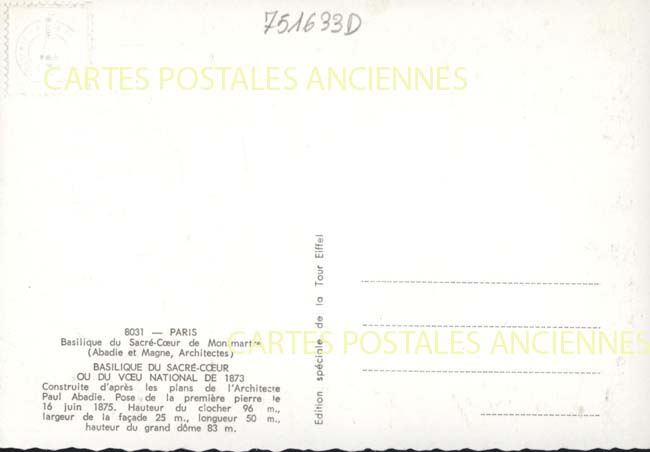 751633D
CARTES POSTALES ANCIENNES
8031 — PARIS
Basilique du Sacré-Cœur de Montmartre
(Abadie et Magne, Architectes)
CARTES POSTALES ANCIENNES
BASILIQUE DU SACRÉ-CŒUR
OU DU VŒU NATIONAL DE 1873
Construite d'après les plans de l'Architecte
Paul Abadie. Pose de la première pierre le
16 juin 1875. Hauteur du clocher 96 m.,
largeur de la façade 25 m., longueur 50 m.,
hauteur du grand dôme 83 m.
Edition spéciale de la Tour Eiffel